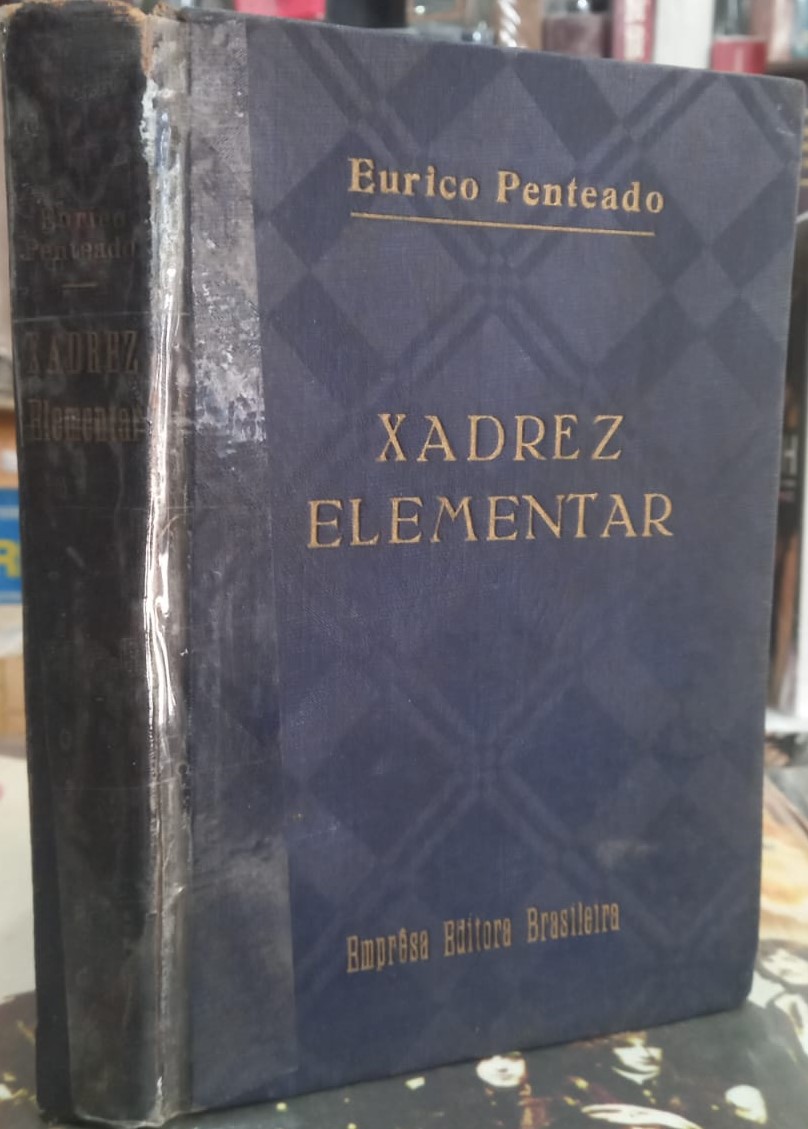 Eurico
Penteado
XADREZ
Elementar
Eurico Penteado
XADREZ
ELEMENTAR
Emprêsa Editora Brasileira